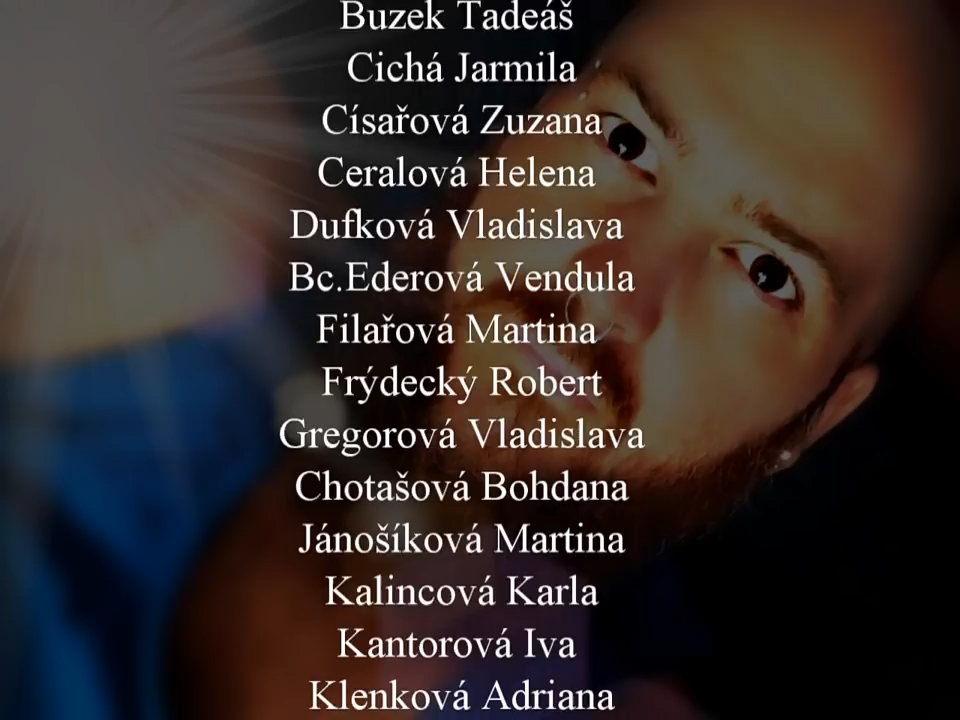 Buzek Tadeáš
Cichá Jarmila
Císařová Zuzana
Ceralová Helena
Dufková Vladislava
Bc.Ederová Vendula
Filařová Martina
Frýdecký Robert
Gregorová Vladislava
Chotašová Bohdana
Jánošíková Martina
Kalincová Karla
Kantorová Iva
Klenková Adriana